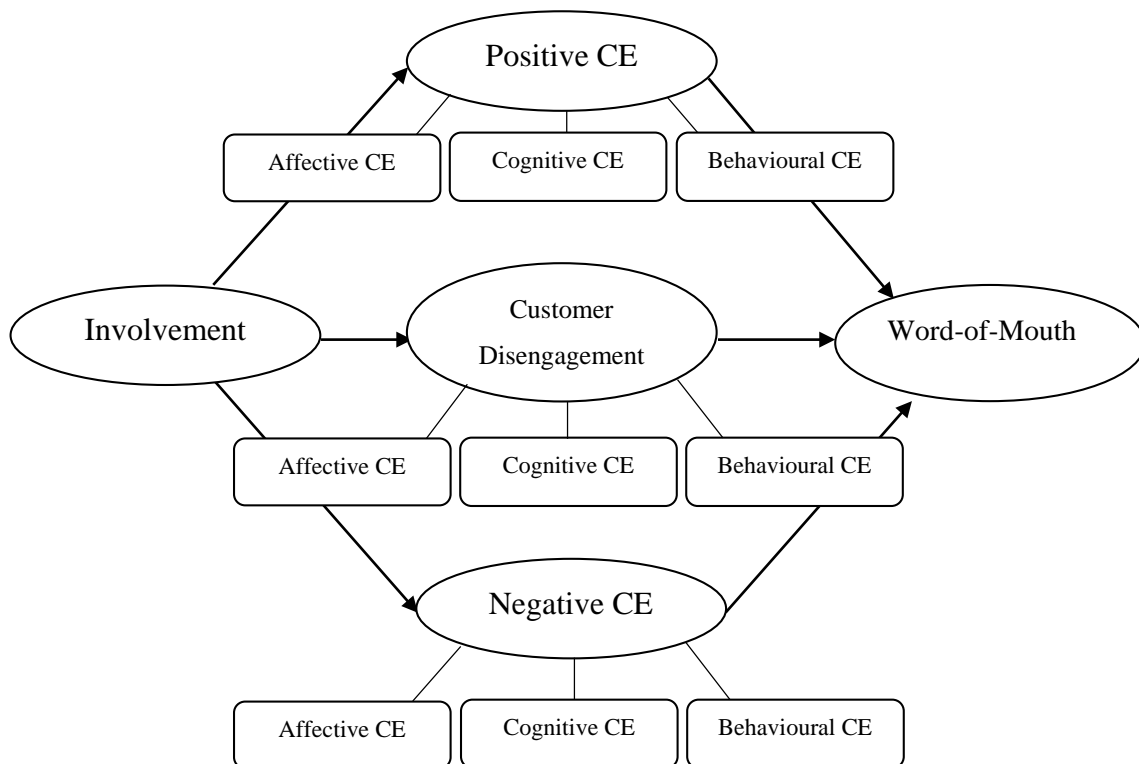 Positive CE
Affective CE
Cognitive CE
Behavioural CE
Involvement
Customer
Disengagement
Word-of-Mouth
Affective CE
Cognitive CE
Behavioural CE
Negative CE
Affective CE
Cognitive CE
Behavioural CE